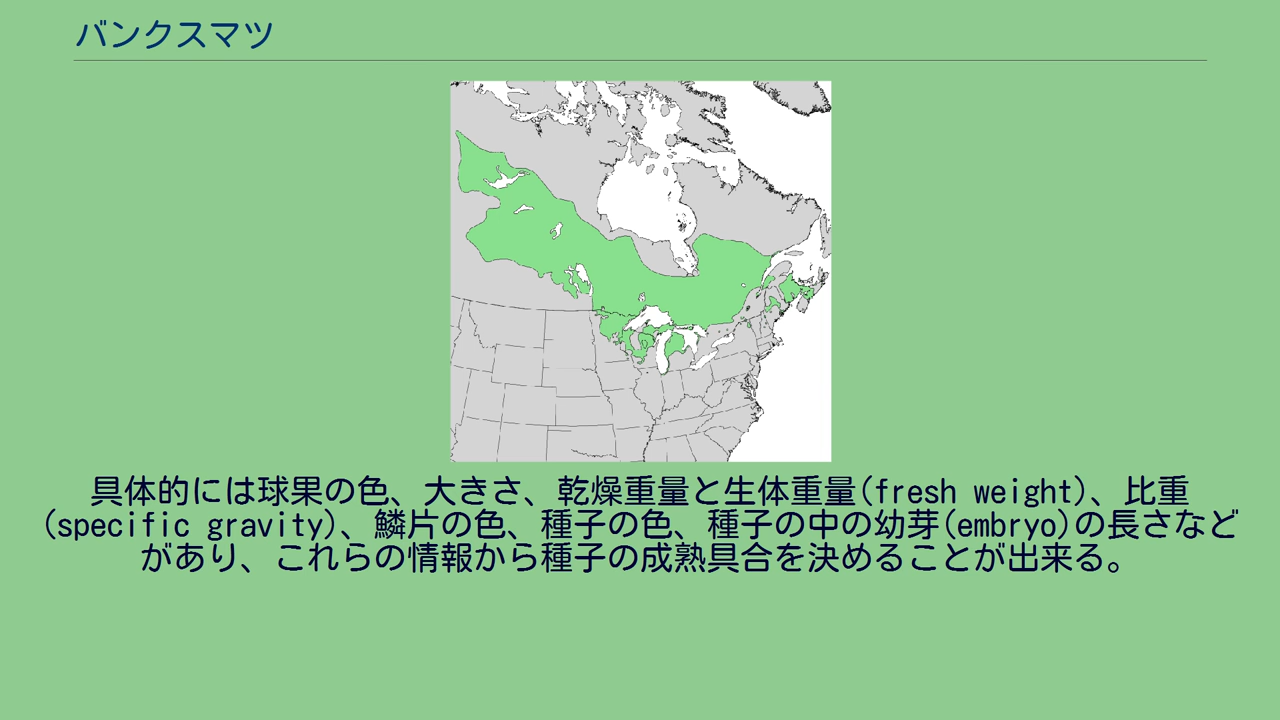 バンクスマツ
具体的には球果の色、大きさ、乾燥重量と生体重量(fresh weight)、比重
(specific gravity)、鱗片の色、種子の色、種子の中の幼芽(embryo)の長さなど
があり、これらの情報から種子の成熟具合を決めることが出来る。